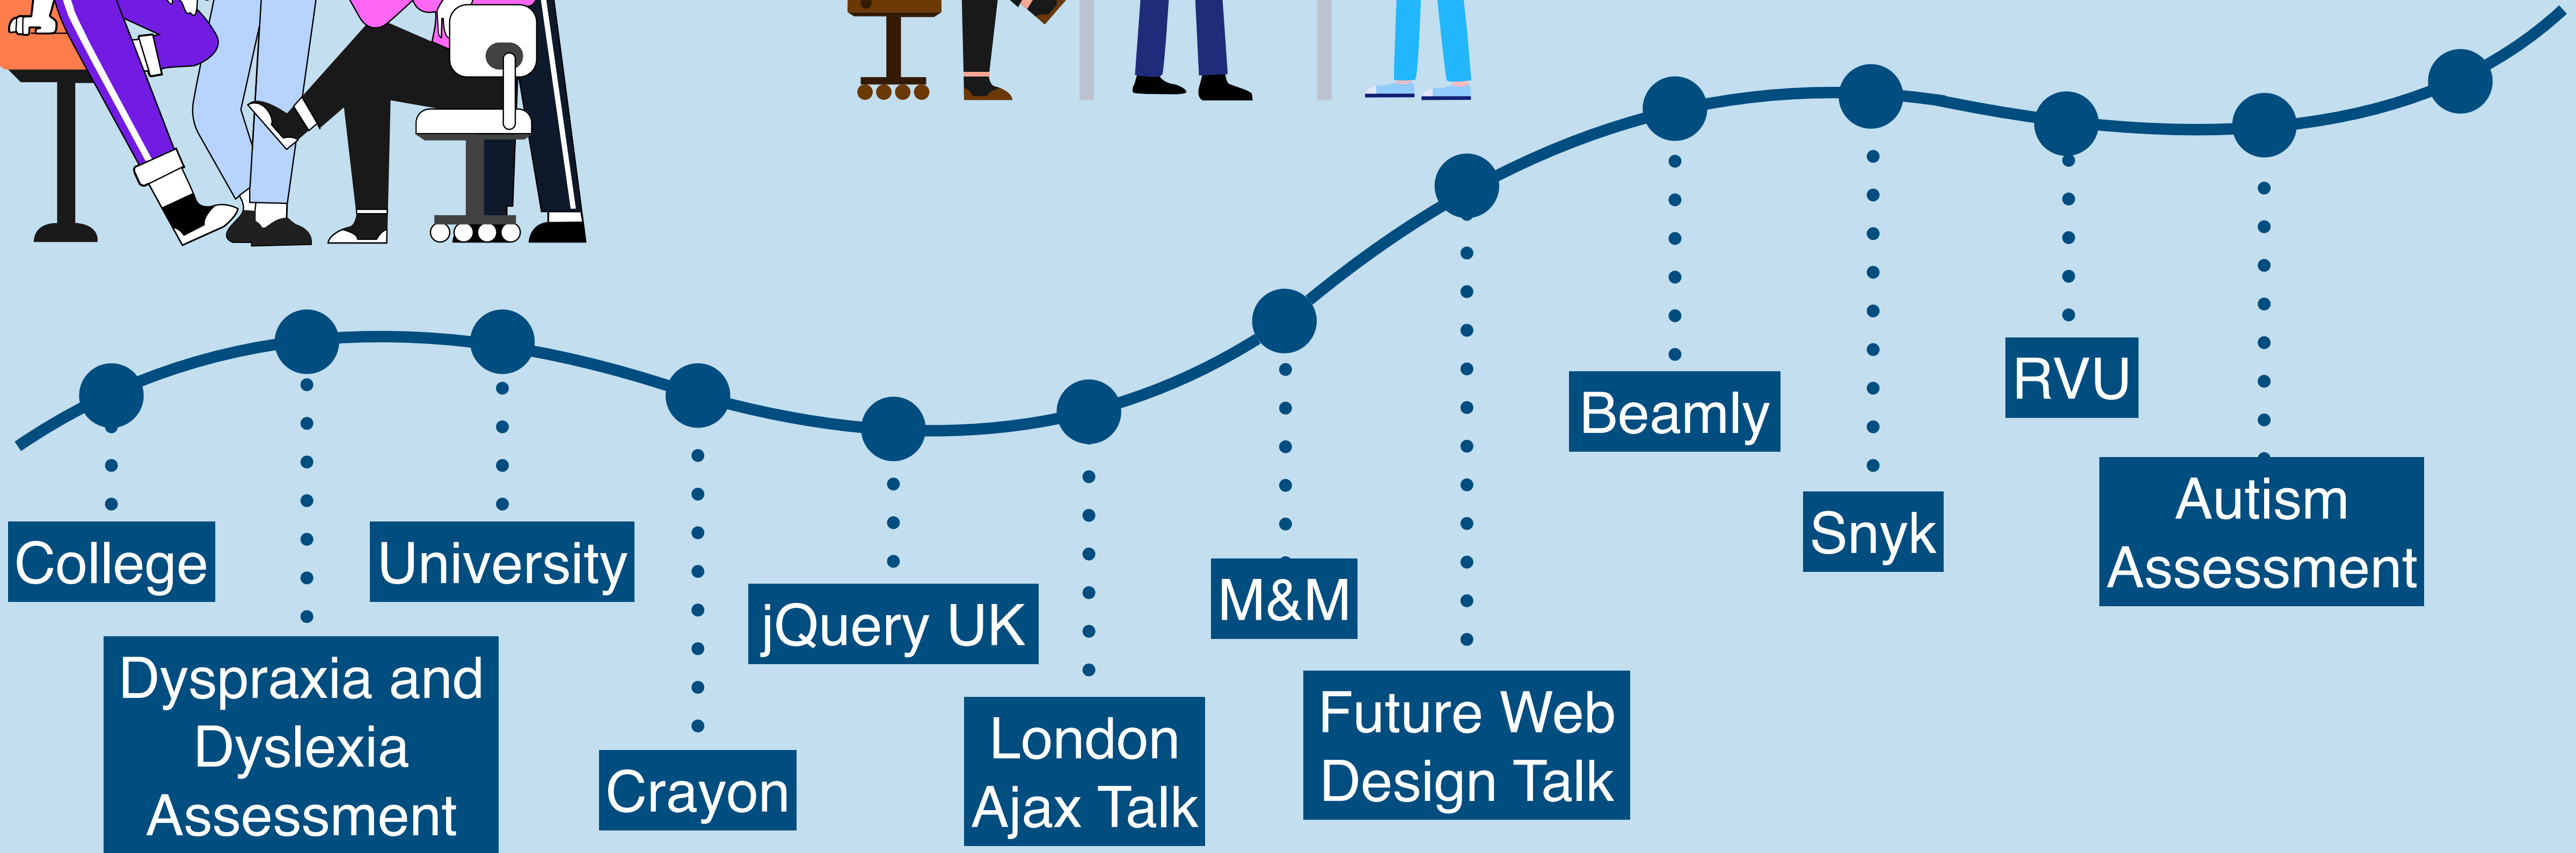 College
Dyspraxia and
Dyslexia
Assessment
University
Crayon
jQuery UK
London
Ajax Talk
M&M
Future Web
Design Talk
Beamly
Snyk
RVU
Autism
Assessment